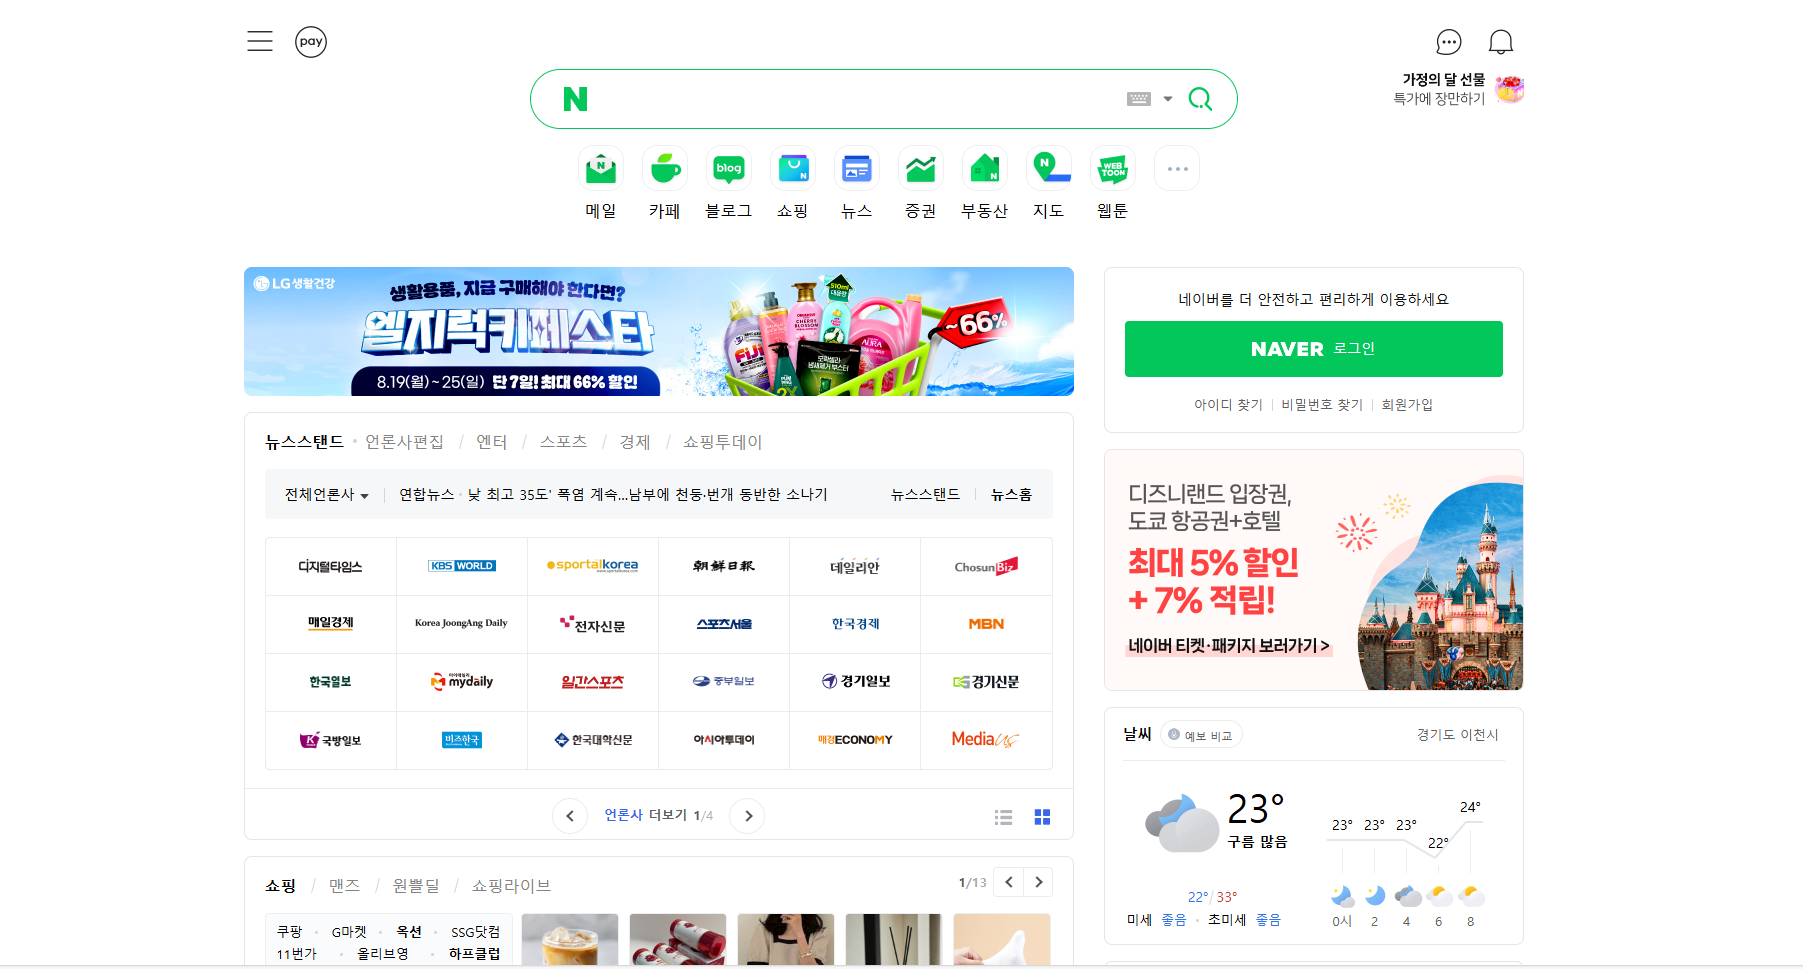 pay
가정의 달 선물
특가에 장만하기
N
메일
카페
blog
블로그
쇼핑
뉴스
증권
부동산
지도
WEB TOON
웹툰
LG생활건강
생활용품, 지금 구매해야 한다면?
엘지럭키페스타
8.19(월)~25(일) 단 7일! 최대 66% 할인
~66%
네이버를 더 안전하고 편리하게 이용하세요
NAVER 로그인
아이디 찾기 비밀번호 찾기 회원가입
뉴스스탠드 언론사편집 / 엔터 / 스포츠 / 경제 / 쇼핑투데이
전체언론사 연합뉴스 낮 최고 35도' 폭염 계속…남부에 천둥·번개 동반한 소나기 뉴스스탠드 뉴스홈
디지털타임스 KBS WORLD sportalkorea 朝鮮日報 데일리안 ChosunBiz
매일경제 Korea JoongAng Daily 전자신문 스포츠서울 한국경제 MBN
한국일보 mydaily 일간스포츠 중부일보 경기일보 경기신문
국방일보 비즈한국 한국대학신문 아시아투데이 매경ECONOMY Mediaus
언론사 더보기 1/4
디즈니랜드 입장권,
도쿄 항공권+호텔
최대 5% 할인
+ 7% 적립!
네이버 티켓·패키지 보러가기 >
날씨 예보 비교 경기도 이천시
23°
구름 많음
22°/33°
미세 좋음 초미세 좋음
23° 23° 23° 22° 24°
0시 2 4 6 8
쇼핑 / 맨즈 / 원쁠딜 / 쇼핑라이브 1/13
쿠팡 G마켓 옥션 SSG닷컴
11번가 올리브영 하프클럽